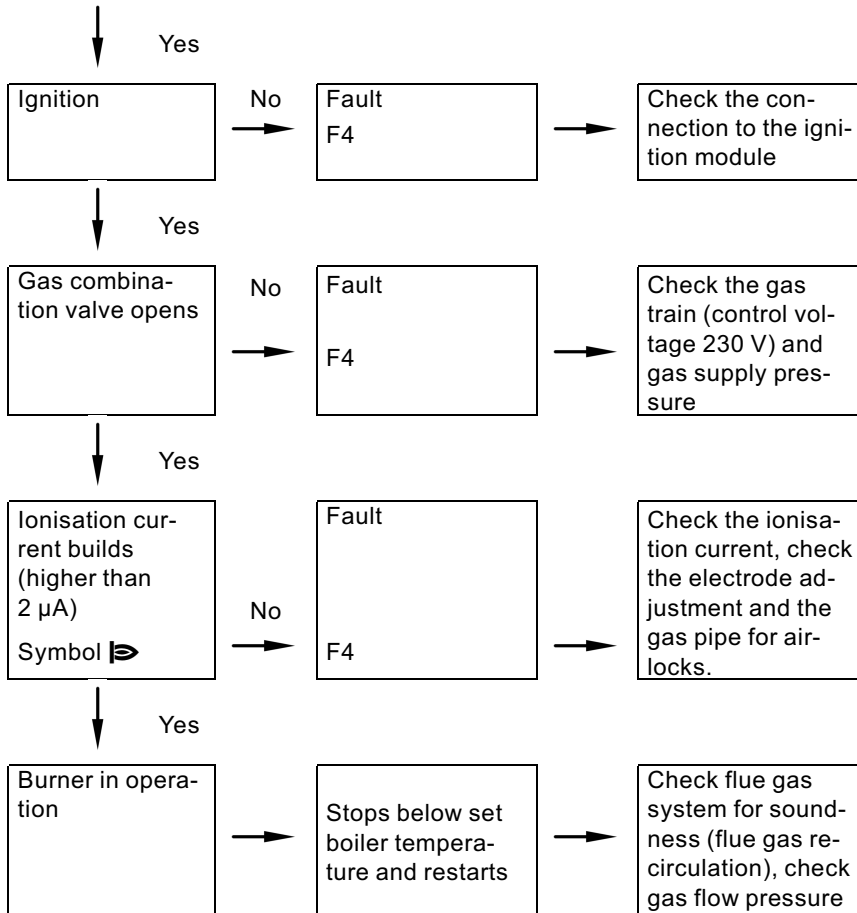 Yes
Ignition
No
Fault
F4
Check the con-
nection to the igni-
tion module
Yes
Gas combina-
tion valve opens
No
Fault
F4
Check the gas
train (control vol-
tage 230 V) and
gas supply pres-
sure
Yes
Ionisation cur-
rent builds
(higher than
2 μA)
Symbol
No
Fault
F4
Check the ionisa-
tion current, check
the electrode ad-
justment and the
gas pipe for air-
locks.
Yes
Burner in opera-
tion
Stops below set
boiler tempera-
ture and restarts
Check flue gas
system for sound-
ness (flue gas re-
circulation), check
gas flow pressure